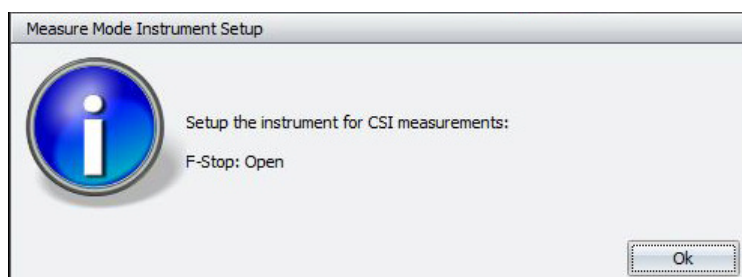 Measure Mode Instrument Setup
Setup the instrument for CSI measurements:
F-Stop: Open
Ok